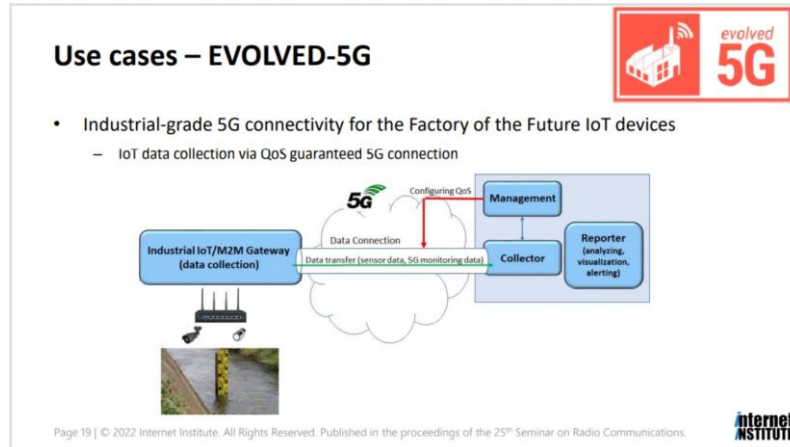 Use cases – EVOLVED-5G
evolved
5G
• Industrial-grade 5G connectivity for the Factory of the Future IoT devices
– IoT data collection via QoS guaranteed 5G connection
5G
Configuring QoS
Management
Data Connection
Industrial IoT/M2M Gateway
(data collection)
Data transfer (sensor data, 5G monitoring data)
Collector
Reporter
(analyzing,
visualization,
alerting)
Page 19 | © 2022 Internet Institute. All Rights Reserved. Published in the proceedings of the 25th Seminar on Radio Communications.
internet
INSTITUTE